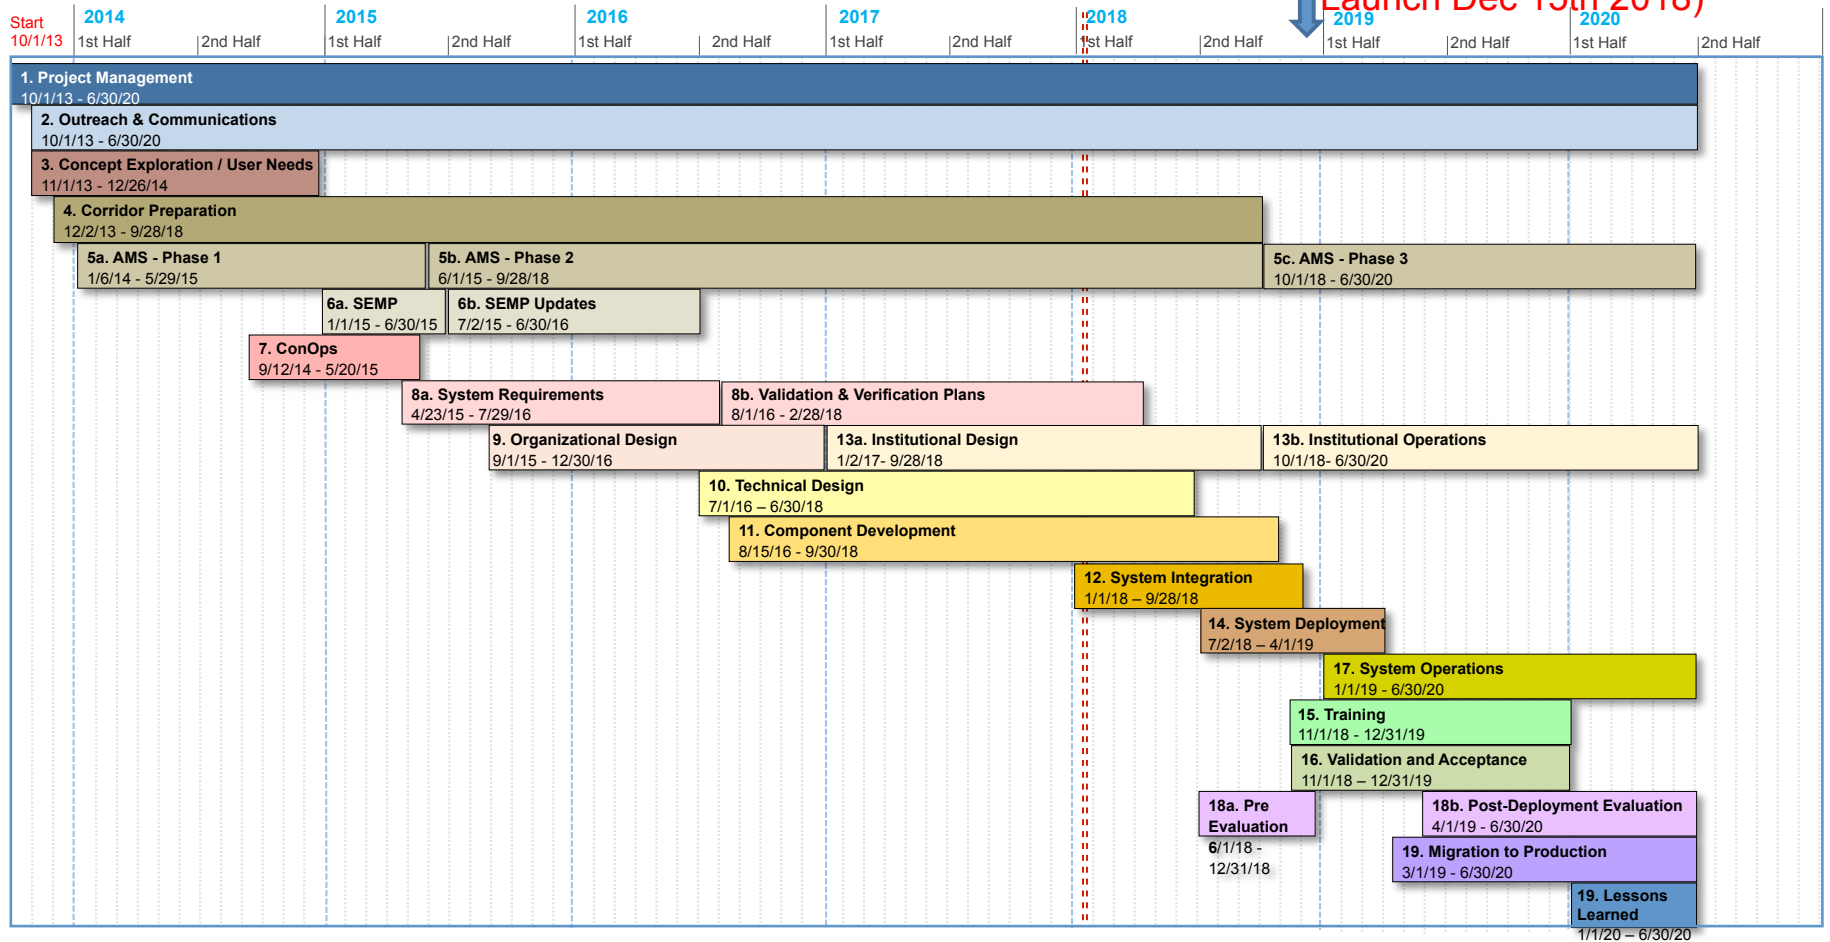 Launch Dec 15th 2018)
Start
10/1/13
2014
2015
2016
2017
2018
2019
2020
1st Half
2nd Half
1st Half
2nd Half
1st Half
2nd Half
1st Half
2nd Half
1st Half
2nd Half
1st Half
2nd Half
1st Half
2nd Half
1. Project Management
10/1/13 - 6/30/20
2. Outreach & Communications
10/1/13 - 6/30/20
3. Concept Exploration / User Needs
11/1/13 - 12/26/14
4. Corridor Preparation
12/2/13 - 9/28/18
5a. AMS - Phase 1
1/6/14 - 5/29/15
5b. AMS - Phase 2
6/1/15 - 9/28/18
5c. AMS - Phase 3
10/1/18 - 6/30/20
6a. SEMP
1/1/15 - 6/30/15
6b. SEMP Updates
7/2/15 - 6/30/16
7. ConOps
9/12/14 - 5/20/15
8a. System Requirements
4/23/15 - 7/29/16
8b. Validation & Verification Plans
8/1/16 - 2/28/18
9. Organizational Design
9/1/15 - 12/30/16
13a. Institutional Design
1/2/17- 9/28/18
13b. Institutional Operations
10/1/18- 6/30/20
10. Technical Design
7/1/16 – 6/30/18
11. Component Development
8/15/16 - 9/30/18
12. System Integration
1/1/18 – 9/28/18
14. System Deployment
7/2/18 – 4/1/19
17. System Operations
1/1/19 - 6/30/20
15. Training
11/1/18 - 12/31/19
16. Validation and Acceptance
11/1/18 – 12/31/19
18a. Pre
Evaluation
6/1/18 -
12/31/18
18b. Post-Deployment Evaluation
4/1/19 - 6/30/20
19. Migration to Production
3/1/19 - 6/30/20
19. Lessons
Learned
1/1/20 – 6/30/20